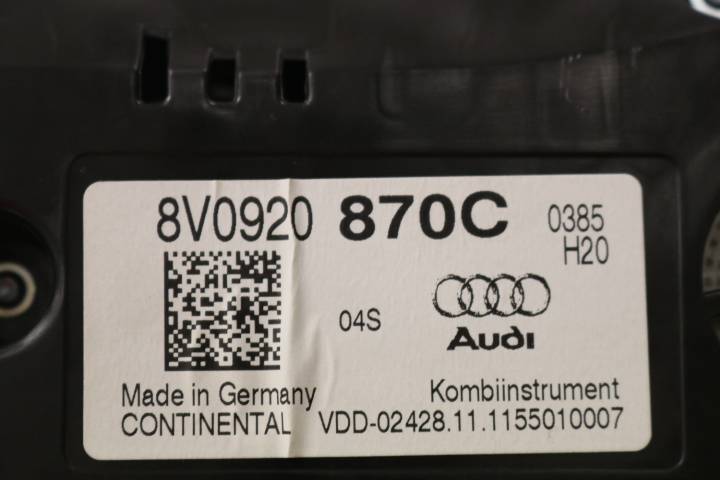 8V0920 870C 0385
H20
04S
Audi
Made in Germany Kombiinstrument
CONTINENTAL VDD-02428.11.1155010007